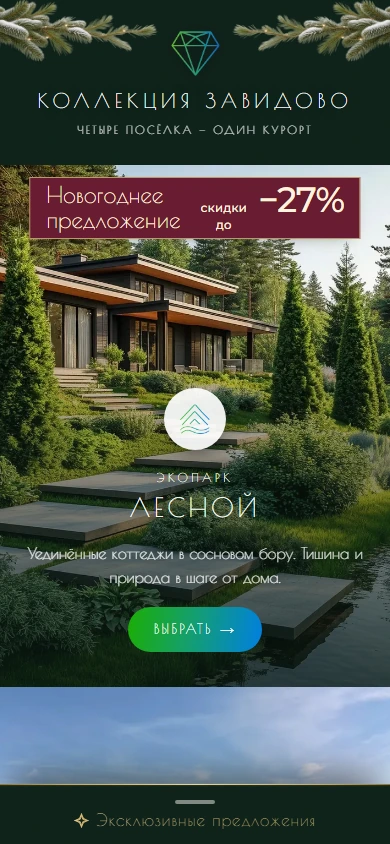 КОЛЛЕКЦИЯ ЗАВИДОВО
ЧЕТЫРЕ ПОСЁЛКА – ОДИН КУРОРТ
Новогоднее
предложение
скидки
до
–27%
ЭКОПАРК
ЛЕСНОЙ
Уединённые коттеджи в сосновом бору. Тишина и
природа в шаге от дома.
ВЫБРАТЬ →
Эксклюзивные предложения